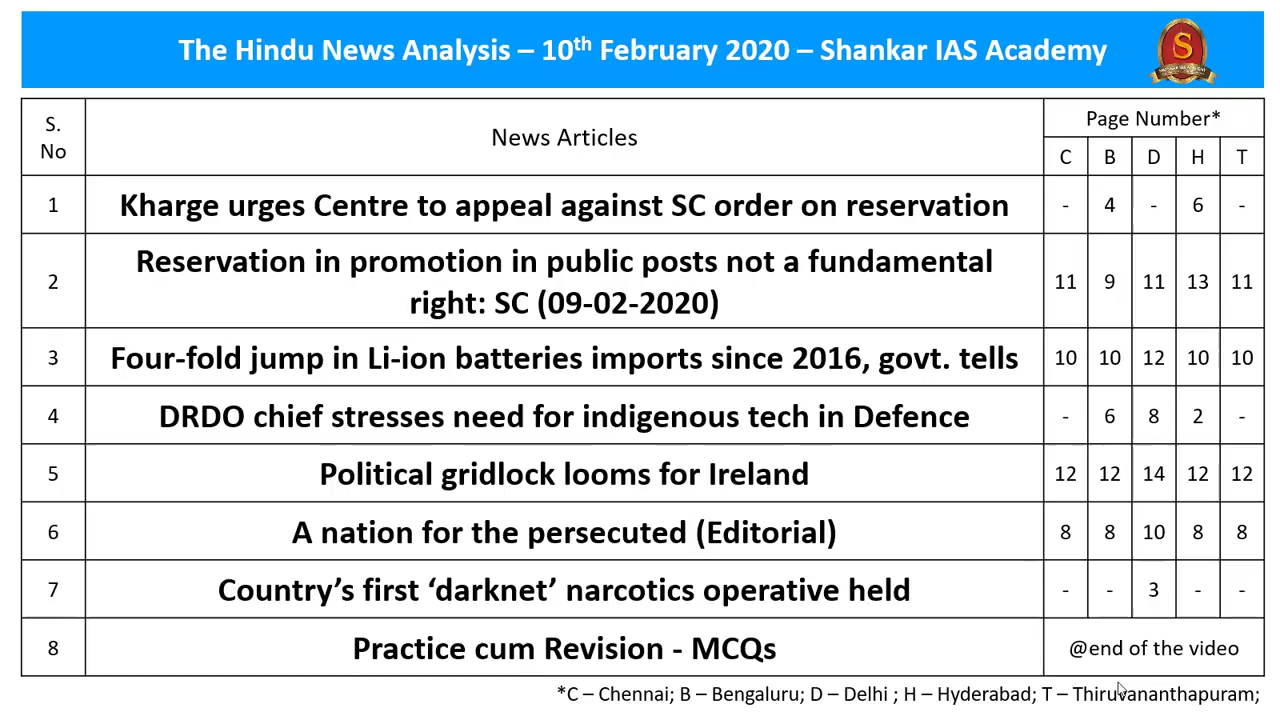 The Hindu News Analysis – 10th February 2020 – Shankar IAS Academy
S
S. No
News Articles
Page Number*
C B D H T
1 Kharge urges Centre to appeal against SC order on reservation - 4 - 6 -
2 Reservation in promotion in public posts not a fundamental
right: SC (09-02-2020) 11 9 11 13 11
3 Four-fold jump in Li-ion batteries imports since 2016, govt. tells 10 10 12 10 10
4 DRDO chief stresses need for indigenous tech in Defence - 6 8 2 -
5 Political gridlock looms for Ireland 12 12 14 12 12
6 A nation for the persecuted (Editorial) 8 8 10 8 8
7 Country’s first ‘darknet’ narcotics operative held - - 3 - -
8 Practice cum Revision - MCQs @end of the video
*C – Chennai; B – Bengaluru; D – Delhi ; H – Hyderabad; T – Thiruvananthapuram;